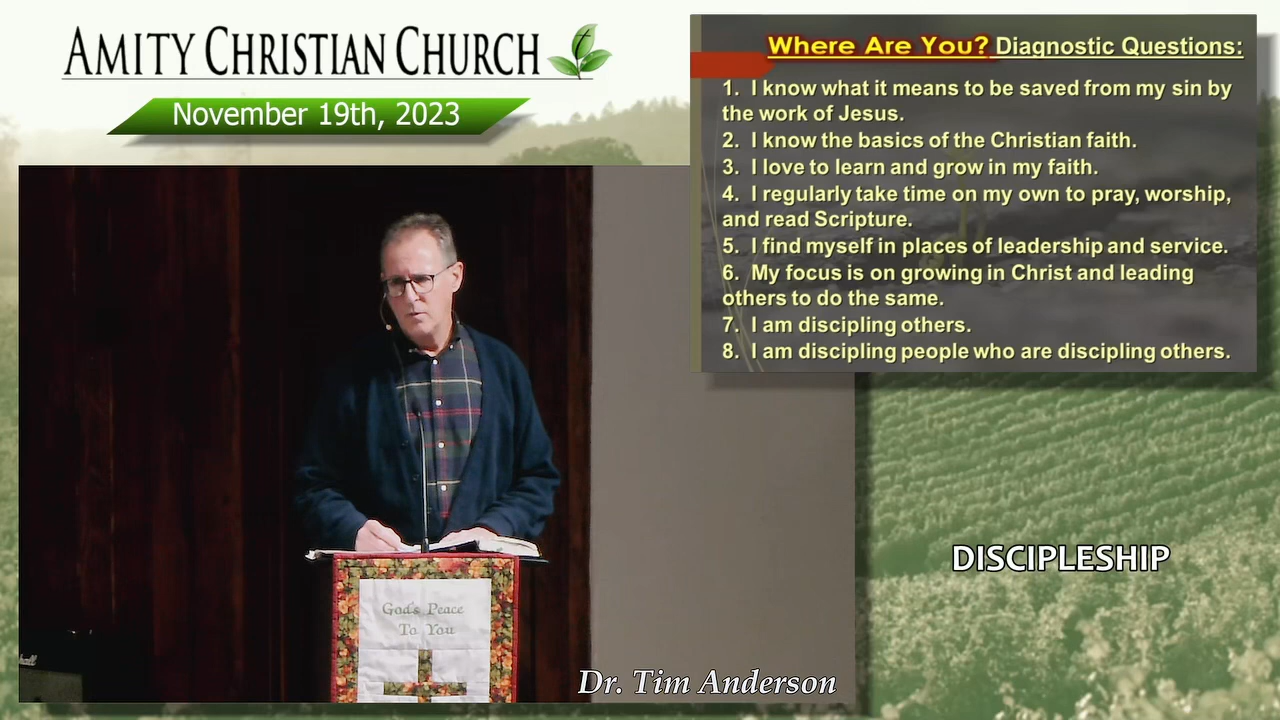 AMITY CHRISTIAN CHURCH
November 19th, 2023
Where Are You? Diagnostic Questions:
1. I know what it means to be saved from my sin by
the work of Jesus.
2. I know the basics of the Christian faith.
3. I love to learn and grow in my faith.
4. I regularly take time on my own to pray, worship,
and read Scripture.
5. I find myself in places of leadership and service.
6. My focus is on growing in Christ and leading
others to do the same.
7. I am discipling others.
8. I am discipling people who are discipling others.
DISCIPLESHIP
God's Peace
To You
Dr. Tim Anderson